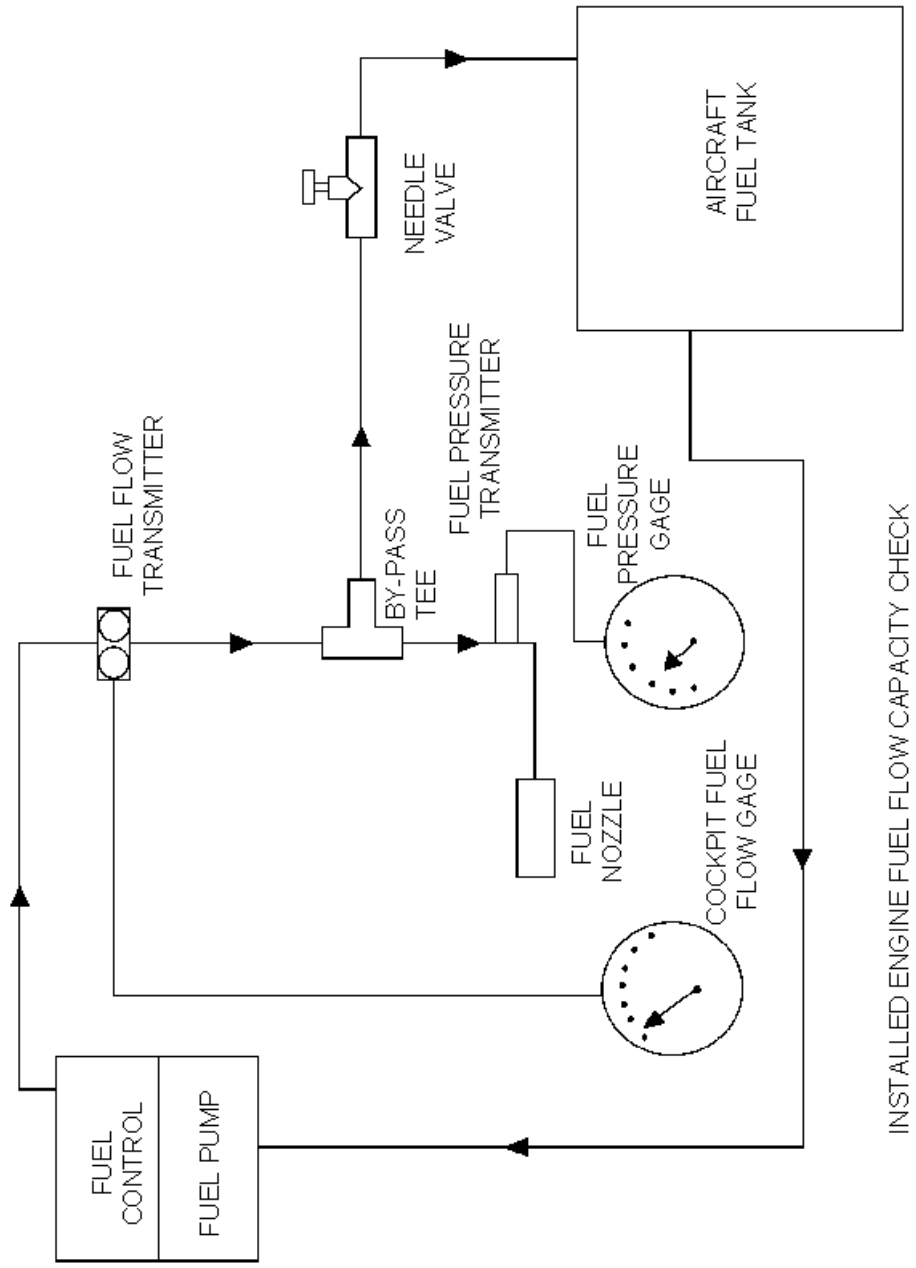 FUEL
CONTROL
FUEL PUMP
FUEL FLOW
TRANSMITTER
BY-PASS
TEE
NEEDLE
VALVE
FUEL PRESSURE
TRANSMITTER
FUEL
NOZZLE
COCKPIT FUEL
FLOW GAGE
FUEL
PRESSURE
GAGE
AIRCRAFT
FUEL TANK
INSTALLED ENGINE FUEL FLOW CAPACITY CHECK